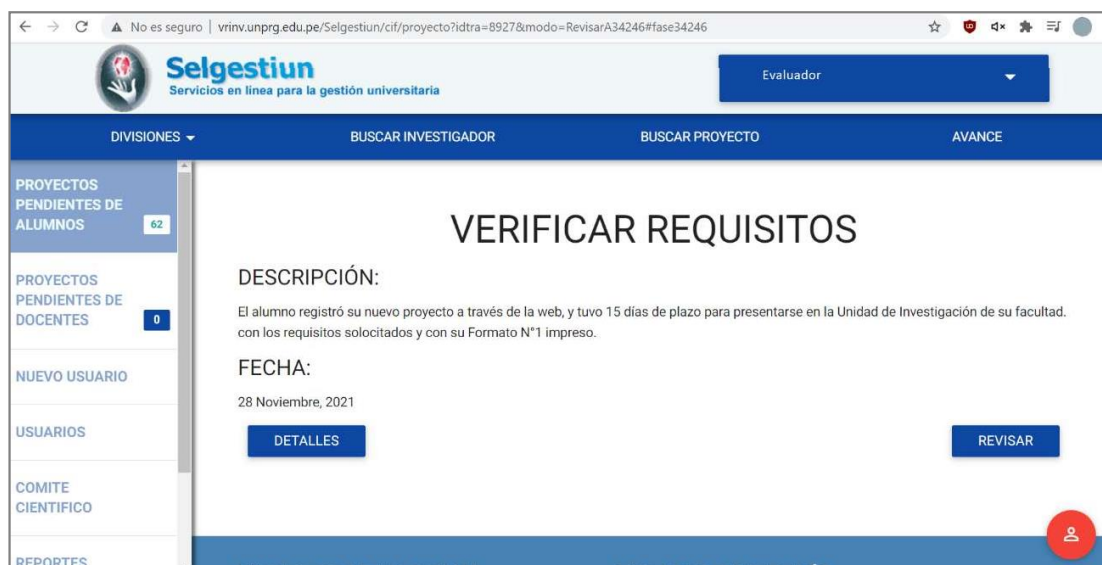 No es seguro | vrinv.unprg.edu.pe/Selgestiun/cif/proyecto?idtra=8927&modo=RevisarA34246#fase34246
Selgestiun
Servicios en línea para la gestión universitaria
Evaluador
DIVISIONES
BUSCAR INVESTIGADOR
BUSCAR PROYECTO
AVANCE
PROYECTOS
PENDIENTES DE
ALUMNOS
62
PROYECTOS
PENDIENTES DE
DOCENTES
0
NUEVO USUARIO
USUARIOS
COMITE
CIENTIFICO
REPORTES
VERIFICAR REQUISITOS
DESCRIPCIÓN:
El alumno registró su nuevo proyecto a través de la web, y tuvo 15 días de plazo para presentarse en la Unidad de Investigación de su facultad.
con los requisitos solocitados y con su Formato N°1 impreso.
FECHA:
28 Noviembre, 2021
DETALLES
REVISAR